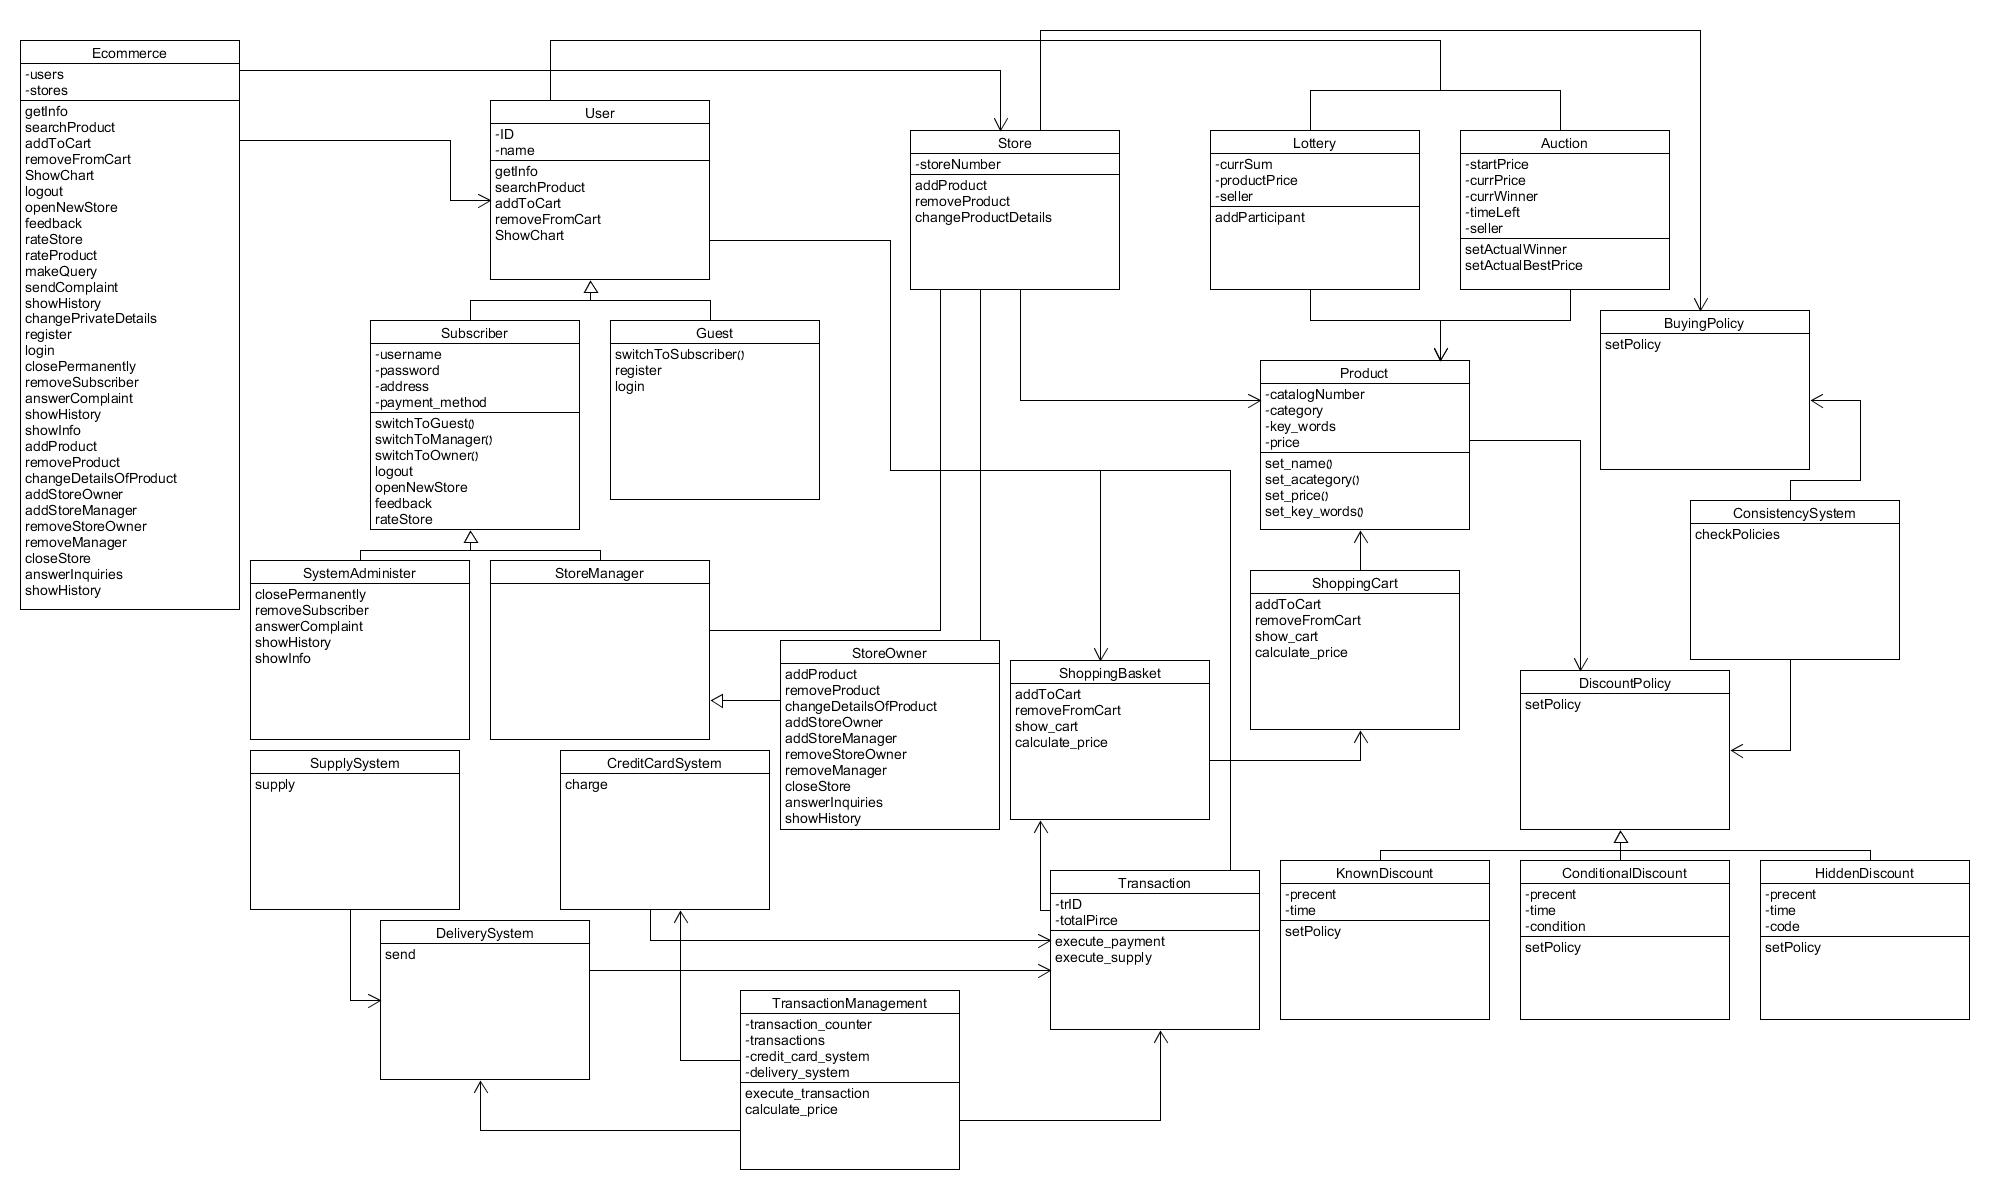 Ecommerce
-users
-stores
getInfo
searchProduct
addToCart
removeFromCart
ShowChart
logout
openNewStore
feedback
rateStore
rateProduct
makeQuery
sendComplaint
showHistory
changePrivateDetails
register
login
closePermanently
removeSubscriber
answerComplaint
showHistory
showInfo
addProduct
removeProduct
changeDetailsOfProduct
addStoreOwner
addStoreManager
removeStoreOwner
removeManager
closeStore
answerInquiries
showHistory
User
-ID
-name
getInfo
searchProduct
addToCart
removeFromCart
ShowChart
Store
-storeNumber
addProduct
removeProduct
changeProductDetails
Lottery
-currSum
-productPrice
-seller
addParticipant
Auction
-startPrice
-currPrice
-currWinner
-timeLeft
-seller
setActualWinner
setActualBestPrice
BuyingPolicy
setPolicy
Subscriber
-username
-password
-address
-payment_method
switchToGuest()
switchToManager()
switchToOwner()
logout
openNewStore
feedback
rateStore
Guest
switchToSubscriber()
register
login
Product
-catalogNumber
-category
-key_words
-price
set_name()
set_acategory()
set_price()
set_key_words()
ConsistencySystem
checkPolicies
SystemAdminister
closePermanently
removeSubscriber
answerComplaint
showHistory
showInfo
StoreManager
StoreOwner
addProduct
removeProduct
changeDetailsOfProduct
addStoreOwner
addStoreManager
removeStoreOwner
removeManager
closeStore
answerInquiries
showHistory
ShoppingBasket
addToCart
removeFromCart
show_cart
calculate_price
ShoppingCart
addToCart
removeFromCart
show_cart
calculate_price
DiscountPolicy
setPolicy
SupplySystem
supply
CreditCardSystem
charge
DeliverySystem
send
Transaction
-trID
-totalPirce
execute_payment
execute_supply
KnownDiscount
-precent
-time
setPolicy
ConditionalDiscount
-precent
-time
-condition
setPolicy
HiddenDiscount
-precent
-time
-code
setPolicy
TransactionManagement
-transaction_counter
-transactions
-credit_card_system
-delivery_system
execute_transaction
calculate_price